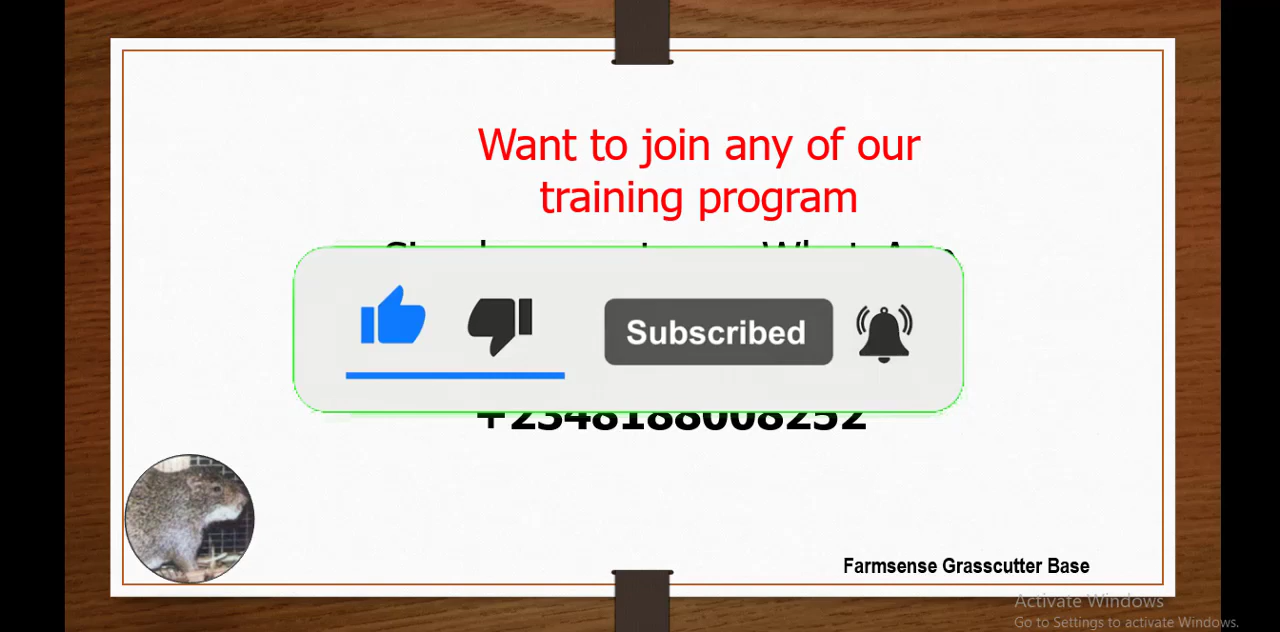 Want to join any of our
training program
+2348188008252
Subscribed
Farmsense Grasscutter Base
Activate Windows
Go to Settings to activate Windows.